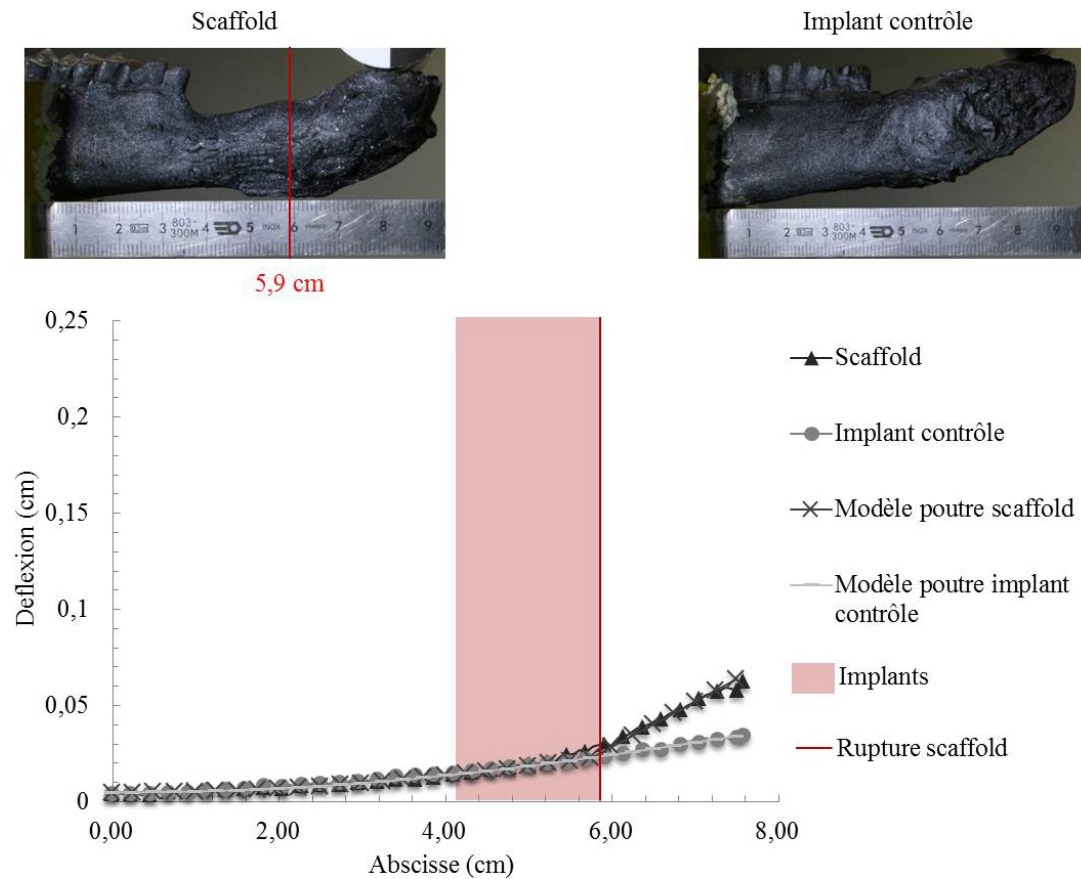 Scaffold
Implant contrôle
1 2 3 803-300M 4 5 INOX 6 7 8 9
1 2 3 803-300M 4 5 INOX 6 7 8 9
5,9 cm
0,25
0,2
0,15
0,1
0,05
0
Deflexion (cm)
0,00 2,00 4,00 6,00 8,00
Abscisse (cm)
Scaffold
Implant contrôle
Modèle poutre scaffold
Modèle poutre implant
contrôle
Implants
Rupture scaffold